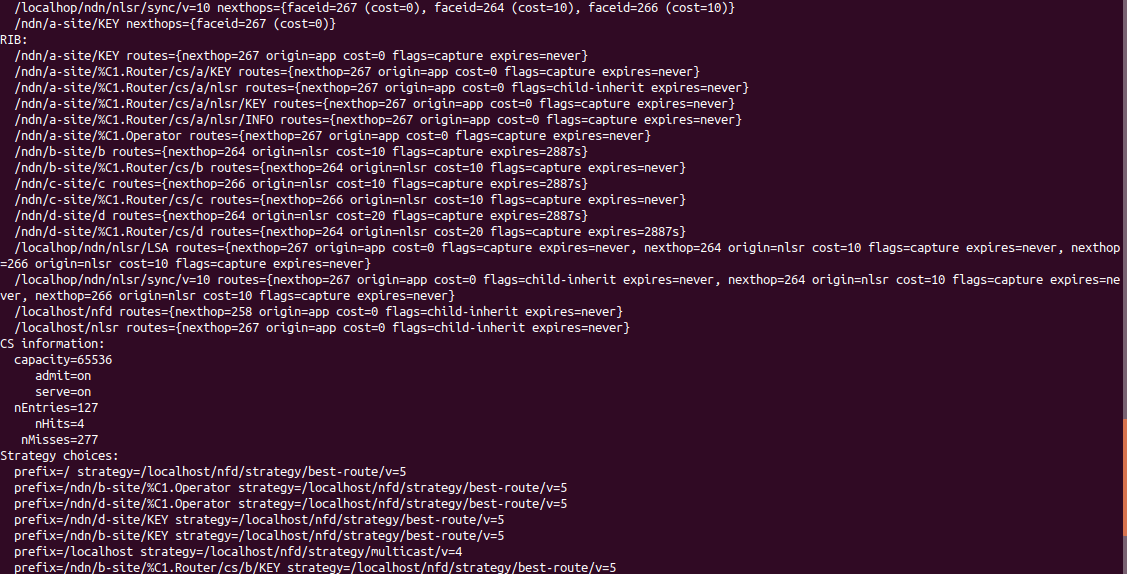 /localhop/ndn/nlsr/sync/v=10 nexthops={faceid=267 (cost=0), faceid=264 (cost=10), faceid=266 (cost=10)}
/ndn/a-site/KEY nexthops={faceid=267 (cost=0)}
RIB:
/ndn/a-site/KEY routes={nexthop=267 origin=app cost=0 flags=capture expires=never}
/ndn/a-site/%C1.Router/cs/a/KEY routes={nexthop=267 origin=app cost=0 flags=capture expires=never}
/ndn/a-site/%C1.Router/cs/a/nlsr routes={nexthop=267 origin=app cost=0 flags=child-inherit expires=never}
/ndn/a-site/%C1.Router/cs/a/nlsr/KEY routes={nexthop=267 origin=app cost=0 flags=capture expires=never}
/ndn/a-site/%C1.Router/cs/a/nlsr/INFO routes={nexthop=267 origin=app cost=0 flags=capture expires=never}
/ndn/a-site/%C1.Operator routes={nexthop=267 origin=app cost=0 flags=capture expires=never}
/ndn/b-site/b routes={nexthop=264 origin=nlsr cost=10 flags=capture expires=2887s}
/ndn/b-site/%C1.Router/cs/b routes={nexthop=264 origin=nlsr cost=10 flags=capture expires=never}
/ndn/c-site/c routes={nexthop=266 origin=nlsr cost=10 flags=capture expires=2887s}
/ndn/c-site/%C1.Router/cs/c routes={nexthop=266 origin=nlsr cost=10 flags=capture expires=never}
/ndn/d-site/d routes={nexthop=264 origin=nlsr cost=20 flags=capture expires=2887s}
/ndn/d-site/%C1.Router/cs/d routes={nexthop=264 origin=nlsr cost=20 flags=capture expires=2887s}
/localhop/ndn/nlsr/LSA routes={nexthop=267 origin=app cost=0 flags=capture expires=never, nexthop=264 origin=nlsr cost=10 flags=capture expires=never, nexthop
=266 origin=nlsr cost=10 flags=capture expires=never}
/localhop/ndn/nlsr/sync/v=10 routes={nexthop=267 origin=app cost=0 flags=child-inherit expires=never, nexthop=264 origin=nlsr cost=10 flags=capture expires=ne
ver, nexthop=266 origin=nlsr cost=10 flags=capture expires=never}
/localhost/nfd routes={nexthop=258 origin=app cost=0 flags=child-inherit expires=never}
/localhost/nlsr routes={nexthop=267 origin=app cost=0 flags=child-inherit expires=never}
CS information:
capacity=65536
admit=on
serve=on
nEntries=127
nHits=4
nMisses=277
Strategy choices:
prefix=/ strategy=/localhost/nfd/strategy/best-route/v=5
prefix=/ndn/b-site/%C1.Operator strategy=/localhost/nfd/strategy/best-route/v=5
prefix=/ndn/d-site/%C1.Operator strategy=/localhost/nfd/strategy/best-route/v=5
prefix=/ndn/d-site/KEY strategy=/localhost/nfd/strategy/best-route/v=5
prefix=/ndn/b-site/KEY strategy=/localhost/nfd/strategy/best-route/v=5
prefix=/localhost strategy=/localhost/nfd/strategy/multicast/v=4
prefix=/ndn/b-site/%C1.Router/cs/b/KEY strategy=/localhost/nfd/strategy/best-route/v=5